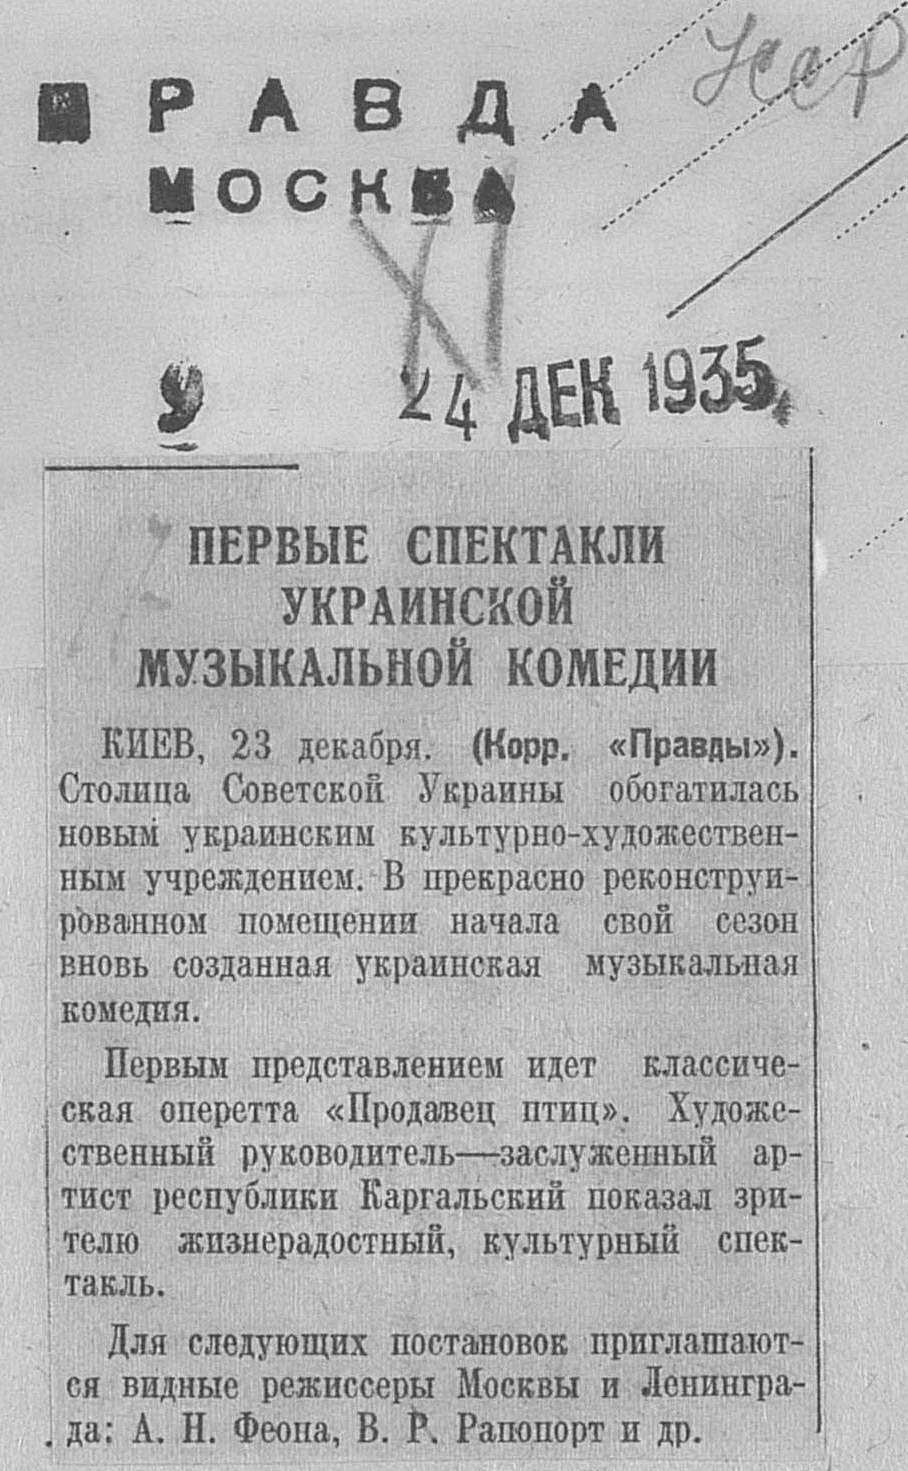 ПРАВДА
МОСКВА
24 ДЕК 1935
ПЕРВЫЕ СПЕКТАКЛИ
УКРАИНСКОЙ
МУЗЫКАЛЬНОЙ КОМЕДИИ
КИЕВ, 23 декабря. (Корр. «Правды»).
Столица Советской Украины обогатилась
новым украинским культурно-художествен-
ным учреждением. В прекрасно реконструи-
рованном помещении начала свой сезон
вновь созданная украинская музыкальная
комедия.
Первым представлением идет классиче-
ская оперетта «Продавец птиц». Художе-
ственный руководитель—заслуженный ар-
тист республики Каргальский показал зри-
телю жизнерадостный, культурный спек-
такль.
Для следующих постановок приглашают-
ся видные режиссеры Москвы и Ленингра-
да: А. Н. Феона, В. Р. Рапопорт и др.